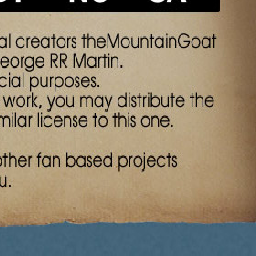 al creators theMountainGoat
eorge RR Martin.
cial purposes.
work, you may distribute the
milar license to this one.
other fan based projects
u.